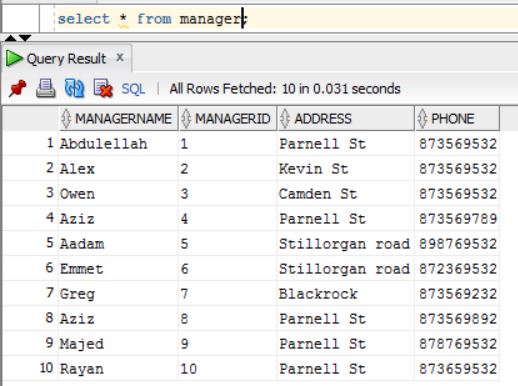 select * from manager;
Query Result x
SQL | All Rows Fetched: 10 in 0.031 seconds
MANAGERNAME MANAGERID ADDRESS PHONE
1 Abdulellah 1 Parnell St 873569532
2 Alex 2 Kevin St 873569532
3 Owen 3 Camden St 873569532
4 Aziz 4 Parnell St 873569789
5 Aadam 5 Stillorgan road 898769532
6 Emmet 6 Stillorgan road 872369532
7 Greg 7 Blackrock 873569232
8 Aziz 8 Parnell St 873569892
9 Majed 9 Parnell St 878769532
10 Rayan 10 Parnell St 873659532